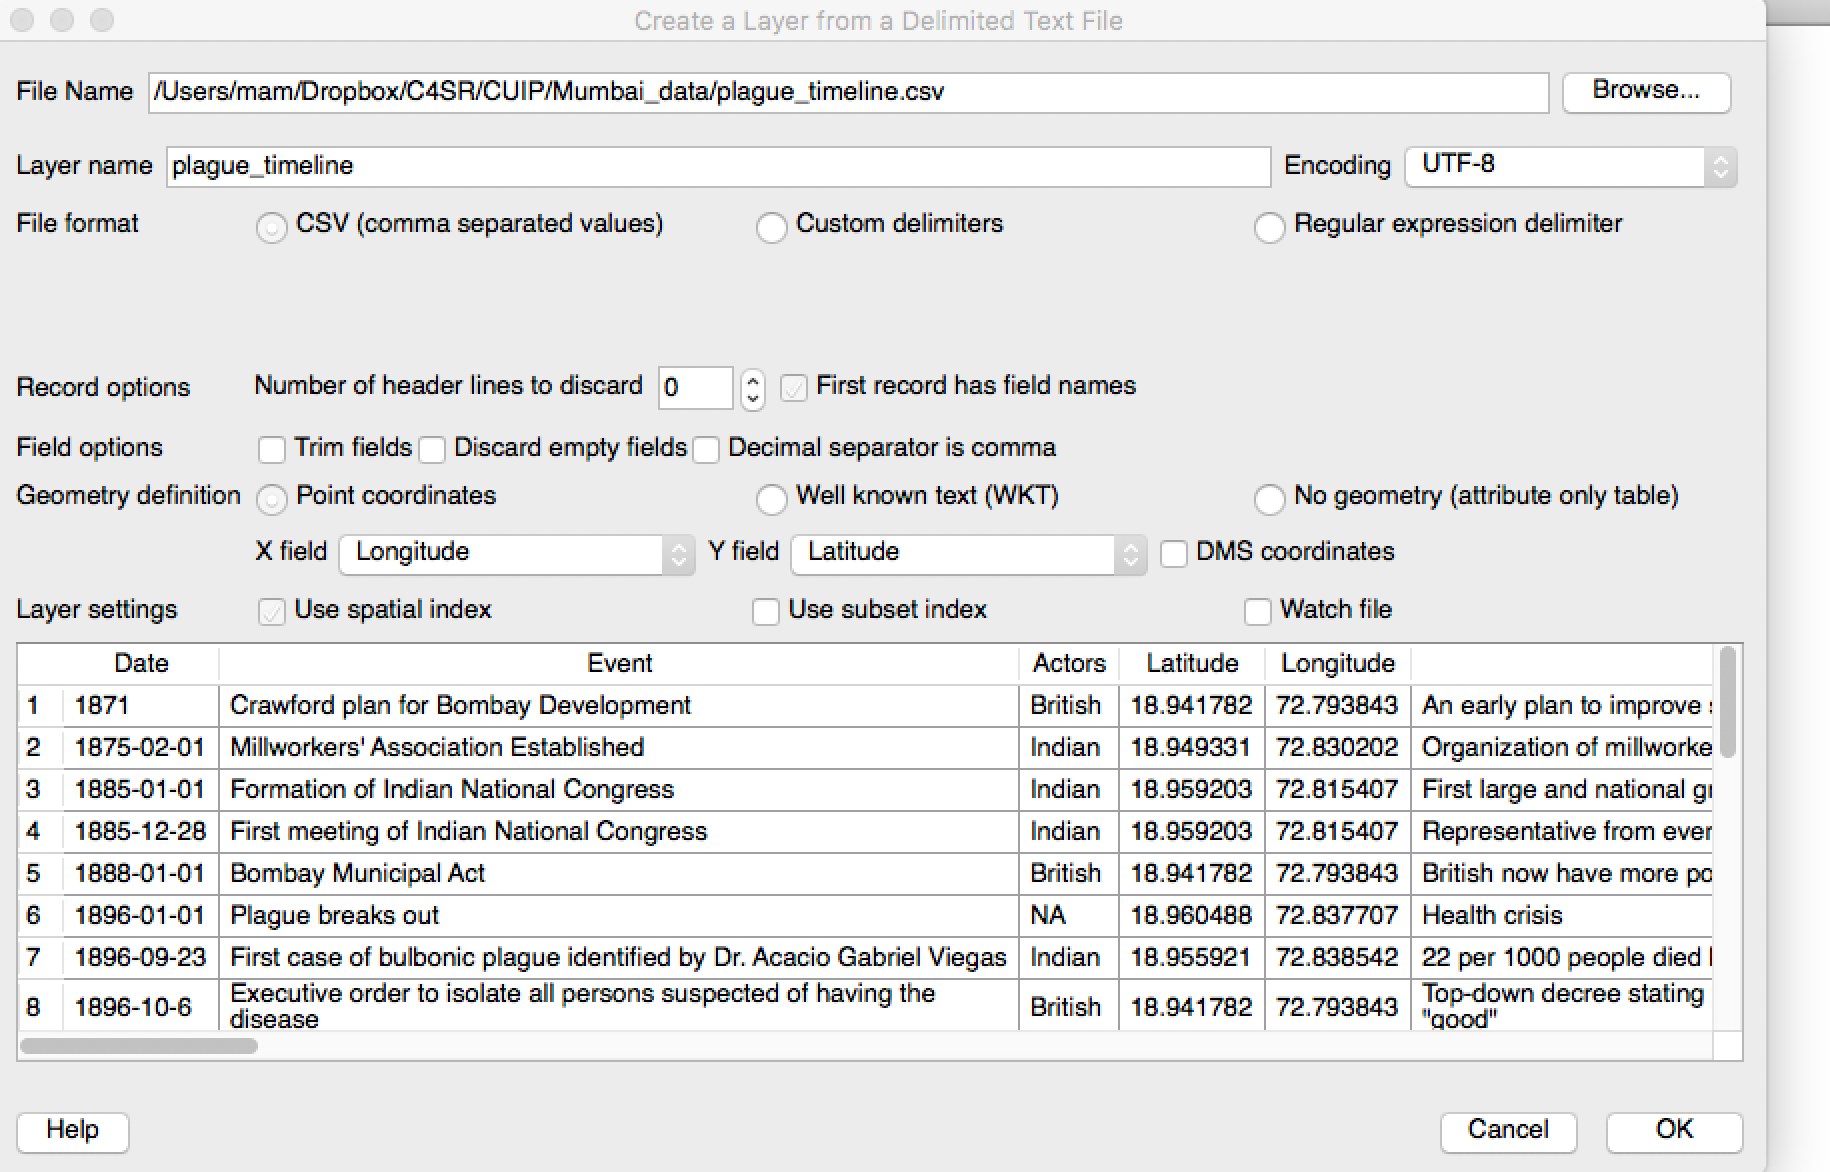 Create a Layer from a Delimited Text File
File Name /Users/mam/Dropbox/C4SR/CUIP/Mumbai_data/plague_timeline.csv Browse...
Layer name plague_timeline Encoding UTF-8
File format CSV (comma separated values) Custom delimiters Regular expression delimiter
Record options Number of header lines to discard 0 First record has field names
Field options Trim fields Discard empty fields Decimal separator is comma
Geometry definition Point coordinates Well known text (WKT) No geometry (attribute only table)
X field Longitude Y field Latitude DMS coordinates
Layer settings Use spatial index Use subset index Watch file
Date Event Actors Latitude Longitude
1 1871 Crawford plan for Bombay Development British 18.941782 72.793843 An early plan to improve
2 1875-02-01 Millworkers' Association Established Indian 18.949331 72.830202 Organization of millworke
3 1885-01-01 Formation of Indian National Congress Indian 18.959203 72.815407 First large and national g
4 1885-12-28 First meeting of Indian National Congress Indian 18.959203 72.815407 Representative from ever
5 1888-01-01 Bombay Municipal Act British 18.941782 72.793843 British now have more po
6 1896-01-01 Plague breaks out NA 18.960488 72.837707 Health crisis
7 1896-09-23 First case of bulbonic plague identified by Dr. Acacio Gabriel Viegas Indian 18.955921 72.838542 22 per 1000 people died
8 1896-10-6 Executive order to isolate all persons suspected of having the disease British 18.941782 72.793843 Top-down decree stating "good"
Help Cancel OK